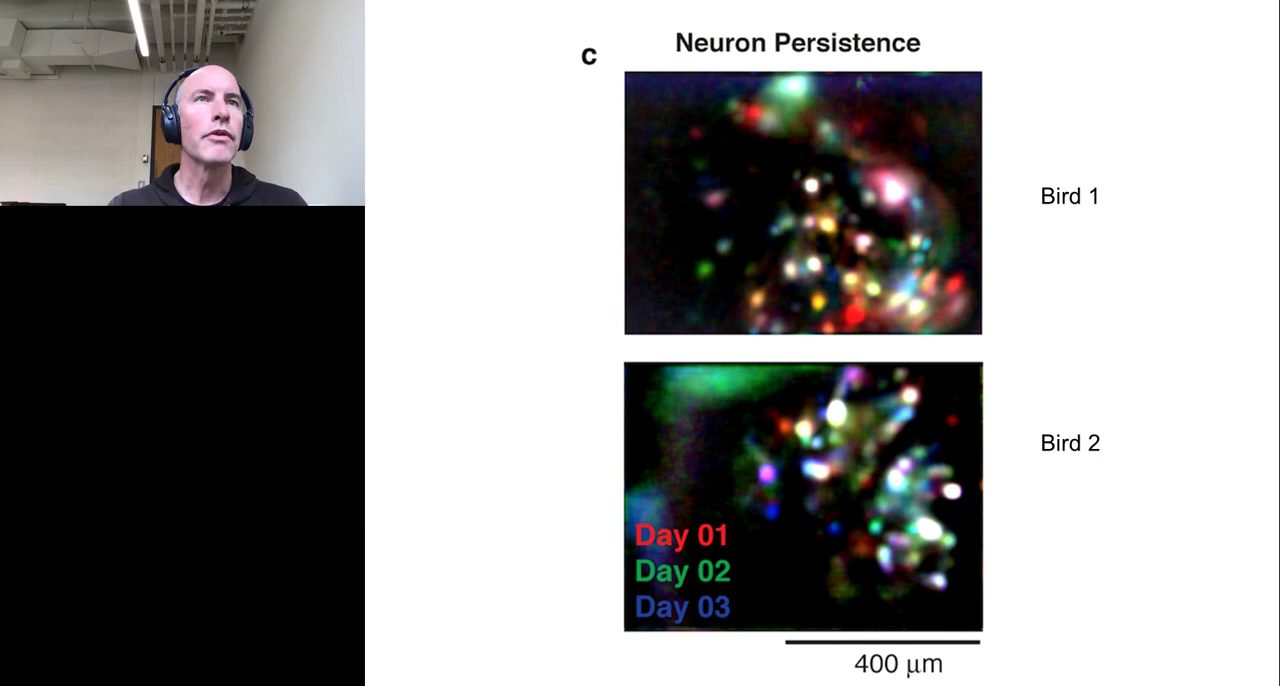 c
Neuron Persistence
Bird 1
Bird 2
Day 01
Day 02
Day 03
400 μm